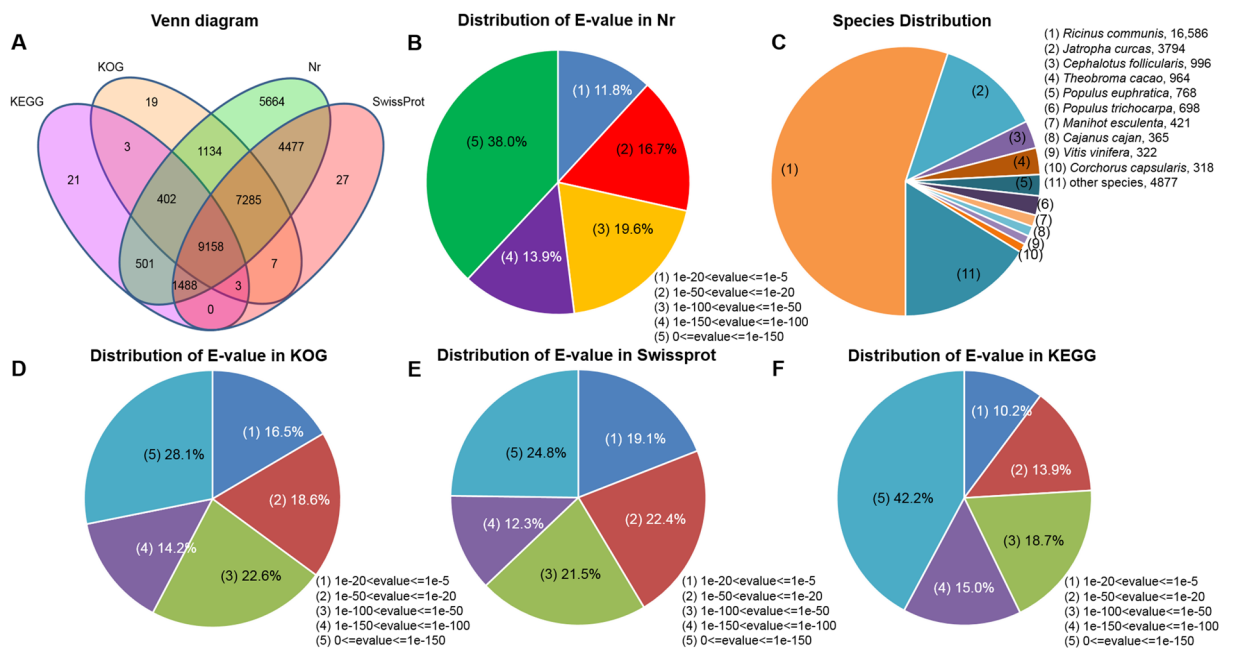 Venn diagram
A
KOG
Nr
KEGG
SwissProt
19
5664
3
1134
4477
21
27
402
7285
9158
501
7
1488
3
0
Distribution of E-value in Nr
B
(1) 11.8%
(2) 16.7%
(3) 19.6%
(4) 13.9%
(5) 38.0%
(1) 1e-20<evalue<=1e-5
(2) 1e-50<evalue<=1e-20
(3) 1e-100<evalue<=1e-50
(4) 1e-150<evalue<=1e-100
(5) 0<=evalue<=1e-150
Species Distribution
C
(1)
(2)
(3)
(4)
(5)
(6)
(7)
(8)
(9)
(10)
(11)
(1) Ricinus communis, 16,586
(2) Jatropha curcas, 3794
(3) Cephalotus follicularis, 996
(4) Theobroma cacao, 964
(5) Populus euphratica, 768
(6) Populus trichocarpa, 698
(7) Manihot esculenta, 421
(8) Cajanus cajan, 365
(9) Vitis vinifera, 322
(10) Corchorus capsularis, 318
(11) other species, 4877
Distribution of E-value in KOG
D
(1) 16.5%
(2) 18.6%
(3) 22.6%
(4) 14.2%
(5) 28.1%
(1) 1e-20<evalue<=1e-5
(2) 1e-50<evalue<=1e-20
(3) 1e-100<evalue<=1e-50
(4) 1e-150<evalue<=1e-100
(5) 0<=evalue<=1e-150
Distribution of E-value in Swissprot
E
(1) 19.1%
(2) 22.4%
(3) 21.5%
(4) 12.3%
(5) 24.8%
(1) 1e-20<evalue<=1e-5
(2) 1e-50<evalue<=1e-20
(3) 1e-100<evalue<=1e-50
(4) 1e-150<evalue<=1e-100
(5) 0<=evalue<=1e-150
Distribution of E-value in KEGG
F
(1) 10.2%
(2) 13.9%
(3) 18.7%
(4) 15.0%
(5) 42.2%
(1) 1e-20<evalue<=1e-5
(2) 1e-50<evalue<=1e-20
(3) 1e-100<evalue<=1e-50
(4) 1e-150<evalue<=1e-100
(5) 0<=evalue<=1e-150